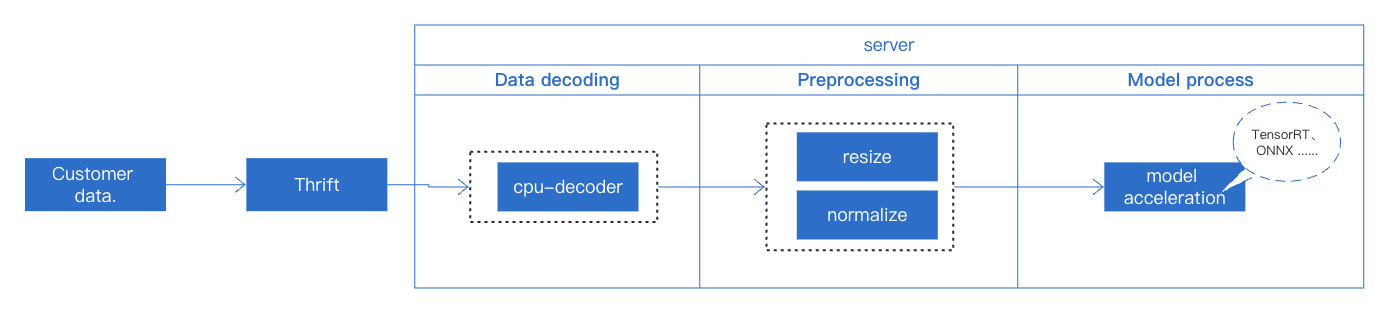 server
Data decoding
Preprocessing
Model process
TensorRT、
ONNX ......
Customer
data.
Thrift
cpu-decoder
resize
normalize
model
acceleration